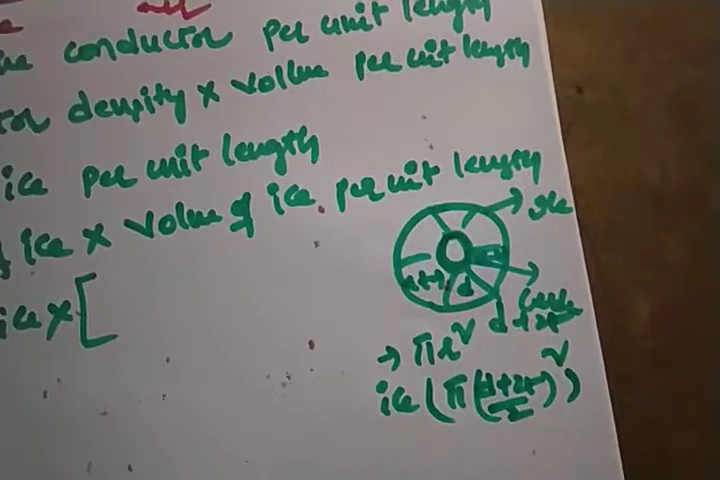 conductor per unit length
density x volume per unit length
ice per unit length
ice x volume of ice per unit length
ice
ice x [
d
d+2t
→ πr²
ice (π(d+2t/2)²)